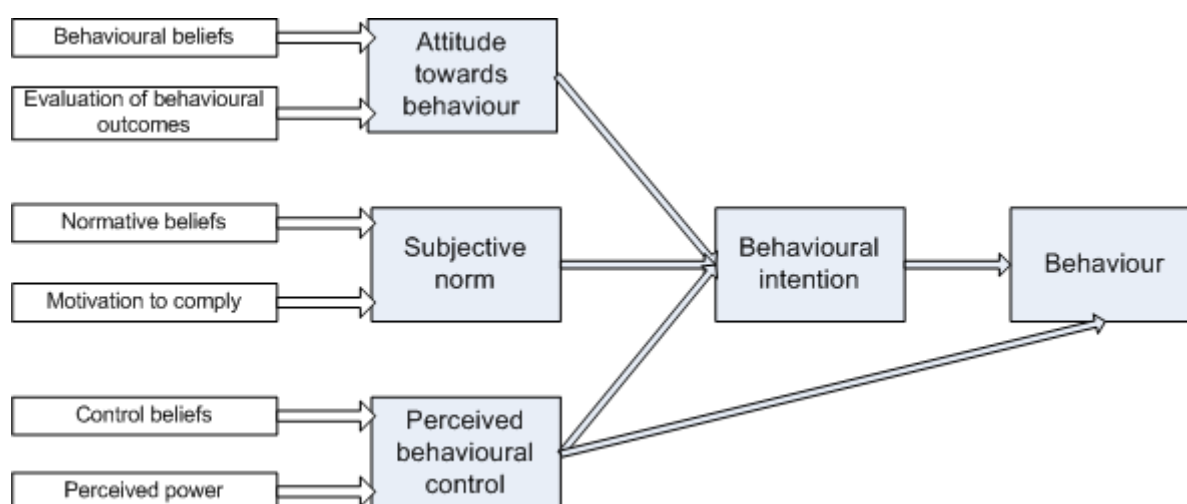 Behavioural beliefs
Evaluation of behavioural
outcomes
Attitude
towards
behaviour
Normative beliefs
Motivation to comply
Subjective
norm
Behavioural
intention
Behaviour
Control beliefs
Perceived power
Perceived
behavioural
control